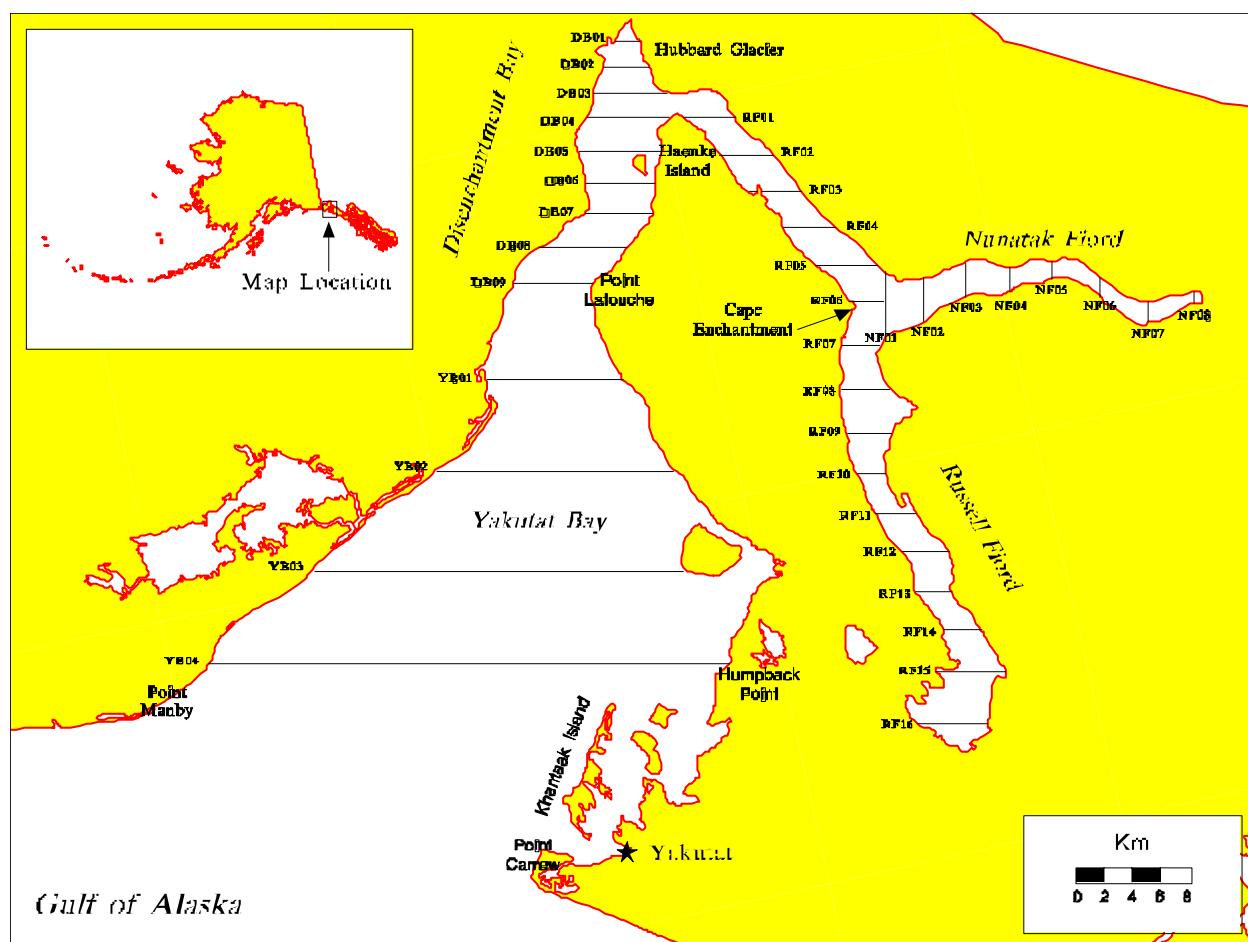 DB01
Hubbard Glacier
DB02
DB03
DB04
RF01
DB05
Haenke
Island
RF02
DB06
RF03
DB07
RF04
Disenchantment Bay
DB08
RF05
Nunatak Fiord
DB09
Point
Latouche
Map Location
RF06
Cape
Enchantment
NF01
NF02
NF03
NF04
NF05
NF06
NF07
NF08
RF07
YB01
RF08
RF09
YB02
RF10
Yakutat Bay
RF11
Russell Fiord
RF12
YB03
RF13
RF14
YB04
RF15
Humpback
Point
Point
Manby
RF16
Khantaak Island
Point
Carrew
Yakutat
Gulf of Alaska
Km
0 2 4 6 8